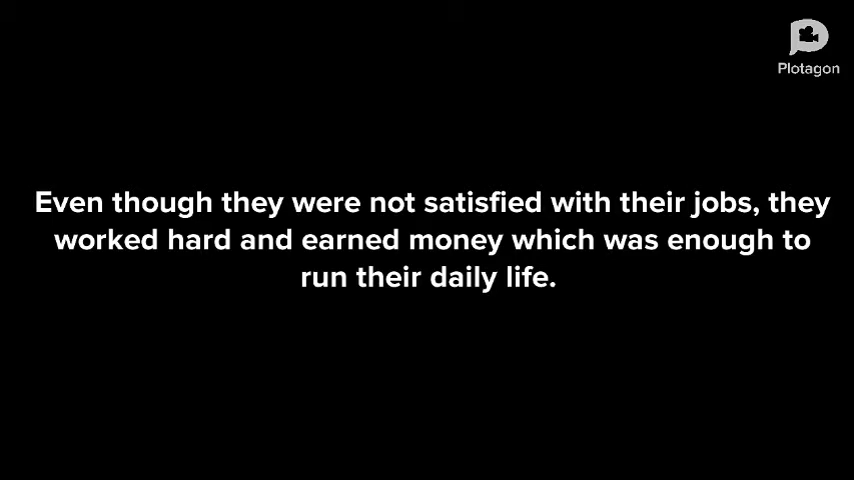 Plotagon
Even though they were not satisfied with their jobs, they
worked hard and earned money which was enough to
run their daily life.